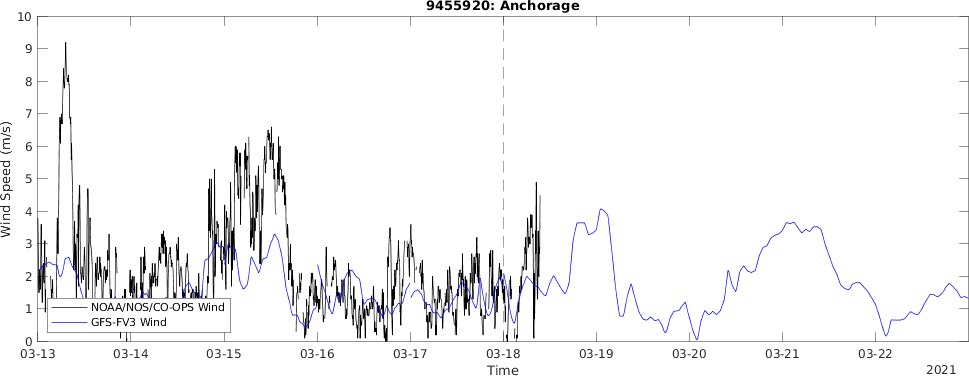 9455920: Anchorage
10
9
8
7
6
5
4
3
2
1
0
Wind Speed (m/s)
NOAA/NOS/CO-OPS Wind
GFS-FV3 Wind
03-13 03-14 03-15 03-16 03-17 03-18 03-19 03-20 03-21 03-22
Time
2021